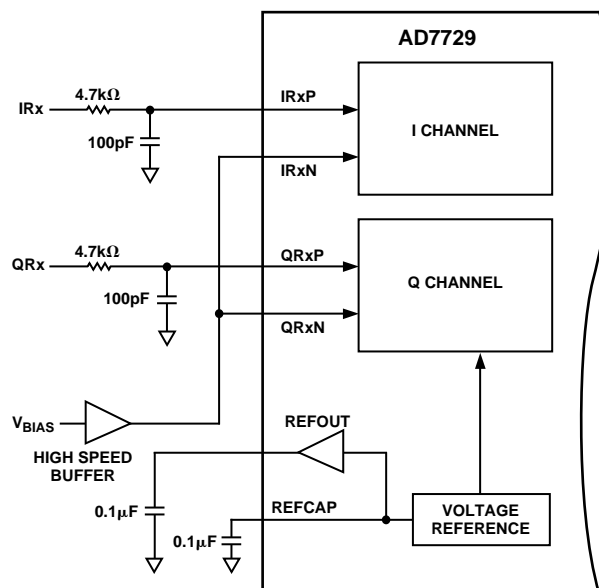 AD7729
4.7kΩ
IRx
IRxP
100pF
I CHANNEL
IRxN
4.7kΩ
QRx
QRxP
100pF
Q CHANNEL
QRxN
VBIAS
HIGH SPEED
BUFFER
REFOUT
0.1µF
REFCAP
0.1µF
VOLTAGE
REFERENCE